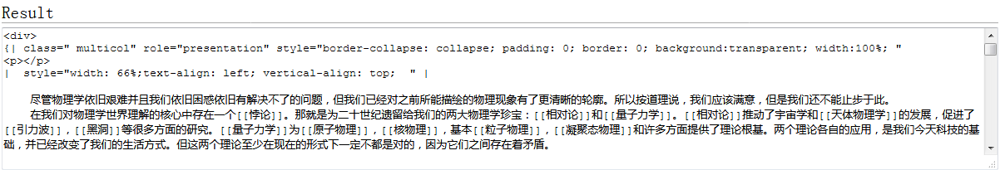 Result
<div>
{| class=" multicol" role="presentation" style="border-collapse: collapse; padding: 0; border: 0; background:transparent; width:100%; "
<p></p>
|  style="width: 66%;text-align: left; vertical-align: top;  " |
尽管物理学依旧艰难并且我们依旧困惑依旧有解决不了的问题，但我们已经对之前所能描绘的物理现象有了更清晰的轮廓。所以按道理说，我们应该满意，但是我们还不能止步于此。
在我们对物理学世界理解的核心中存在一个[[悖论]]。那就是为二十世纪遗留给我们的两大物理学珍宝：[[相对论]]和[[量子力学]]。[[相对论]]推动了宇宙学和[[天体物理学]]的发展，促进了
[[引力波]]，[[黑洞]]等很多方面的研究。[[量子力学]]为[[原子物理]]，[[核物理]]，基本[[粒子物理]]，[[凝聚态物理]]和许多方面提供了理论根基。两个理论各自的应用，是我们今天科技的基
础，并已经改变了我们的生活方式。但这两个理论至少在现在的形式下一定不都是对的，因为它们之间存在着矛盾。